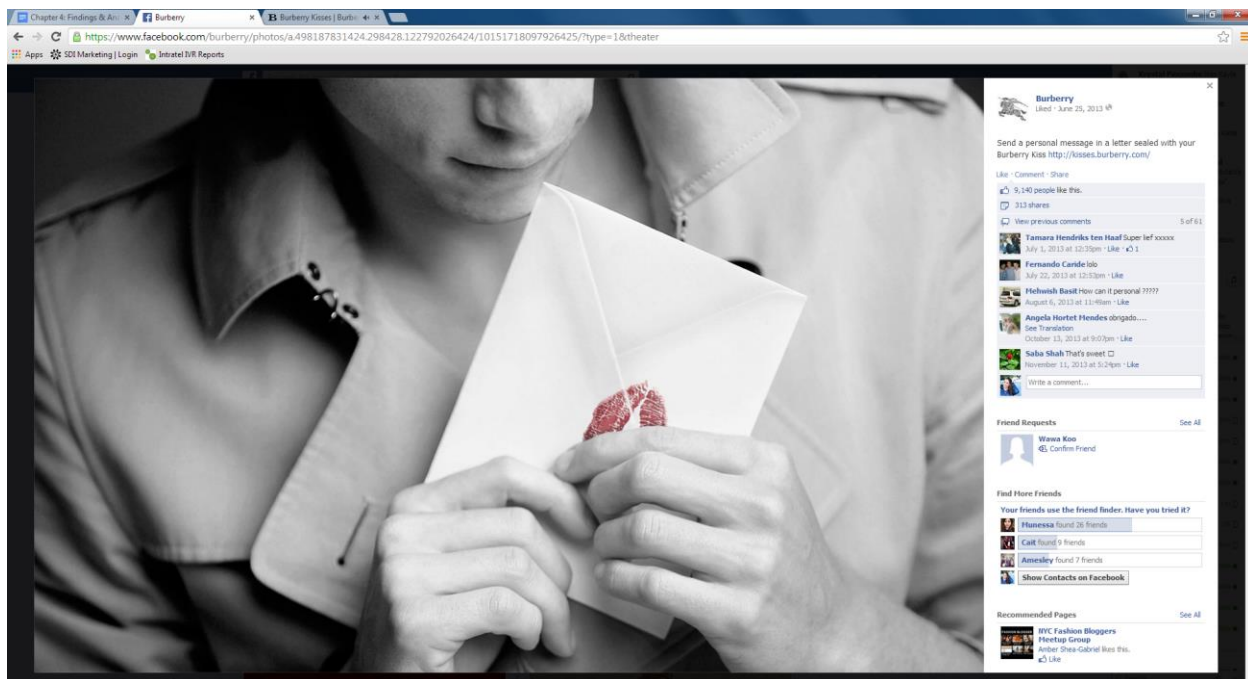 Chapter 4: Findings & An
Burberry
Burberry Kisses | Burb
https://www.facebook.com/burberry/photos/a.498187831424.298428.122792026424/10151718097926425/?type=1&theater
Apps SDI Marketing | Login Intratel IVR Reports
Burberry
Liked · June 25, 2013
Send a personal message in a letter sealed with your
Burberry Kiss http://kisses.burberry.com/
Like · Comment · Share
9,140 people like this.
313 shares
View previous comments 5 of 61
Tamara Hendriks ten Haaf Super lief xxxxx
July 1, 2013 at 12:35pm · Like · 1
Fernando Caride lolo
July 22, 2013 at 12:53pm · Like
Mehwish Basit How can it personal ?????
August 6, 2013 at 11:49am · Like
Angela Hortet Mendes obrigado.....
See Translation
October 13, 2013 at 9:07pm · Like
Saba Shah That's sweet □
November 11, 2013 at 5:24pm · Like
Write a comment...
Friend Requests See All
Wawa Koo
Confirm Friend
Find More Friends
Your friends use the friend finder. Have you tried it?
Munessa found 26 friends
Cait found 9 friends
Amesley found 7 friends
Show Contacts on Facebook
Recommended Pages See All
NYC Fashion Bloggers
Meetup Group
Amber Shea-Gabriel likes this.
Like